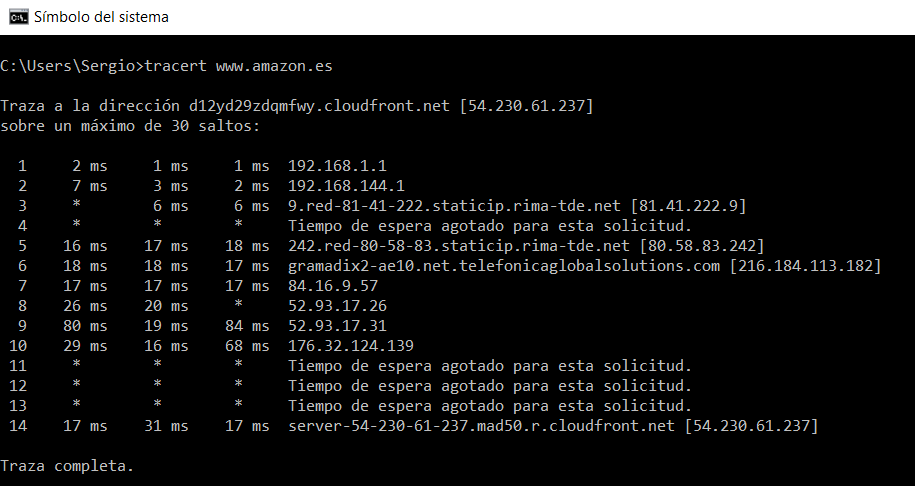 Símbolo del sistema
C:\Users\Sergio>tracert www.amazon.es
Traza a la dirección d12yd29zdqmfwy.cloudfront.net [54.230.61.237]
sobre un máximo de 30 saltos:
1 2 ms 1 ms 1 ms 192.168.1.1
2 7 ms 3 ms 2 ms 192.168.144.1
3 * 6 ms 6 ms 9.red-81-41-222.staticip.rima-tde.net [81.41.222.9]
4 * * * Tiempo de espera agotado para esta solicitud.
5 16 ms 17 ms 18 ms 242.red-80-58-83.staticip.rima-tde.net [80.58.83.242]
6 18 ms 18 ms 17 ms gramadix2-ae10.net.telefonicaglobalsolutions.com [216.184.113.182]
7 17 ms 17 ms 17 ms 84.16.9.57
8 26 ms 20 ms * 52.93.17.26
9 80 ms 19 ms 84 ms 52.93.17.31
10 29 ms 16 ms 68 ms 176.32.124.139
11 * * * Tiempo de espera agotado para esta solicitud.
12 * * * Tiempo de espera agotado para esta solicitud.
13 * * * Tiempo de espera agotado para esta solicitud.
14 17 ms 31 ms 17 ms server-54-230-61-237.mad50.r.cloudfront.net [54.230.61.237]
Traza completa.